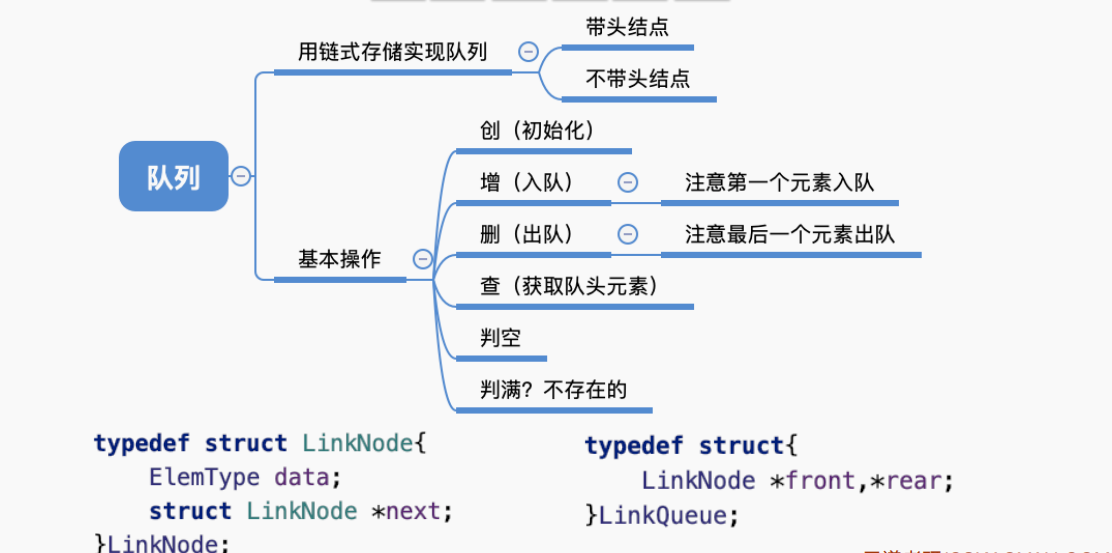 带头结点
用链式存储实现队列
不带头结点
创（初始化）
队列
增（入队）
注意第一个元素入队
删（出队）
注意最后一个元素出队
基本操作
查（获取队头元素）
判空
判满？不存在的
typedef struct LinkNode{
ElemType data;
struct LinkNode *next;
}LinkNode;
typedef struct{
LinkNode *front,*rear;
}LinkQueue;